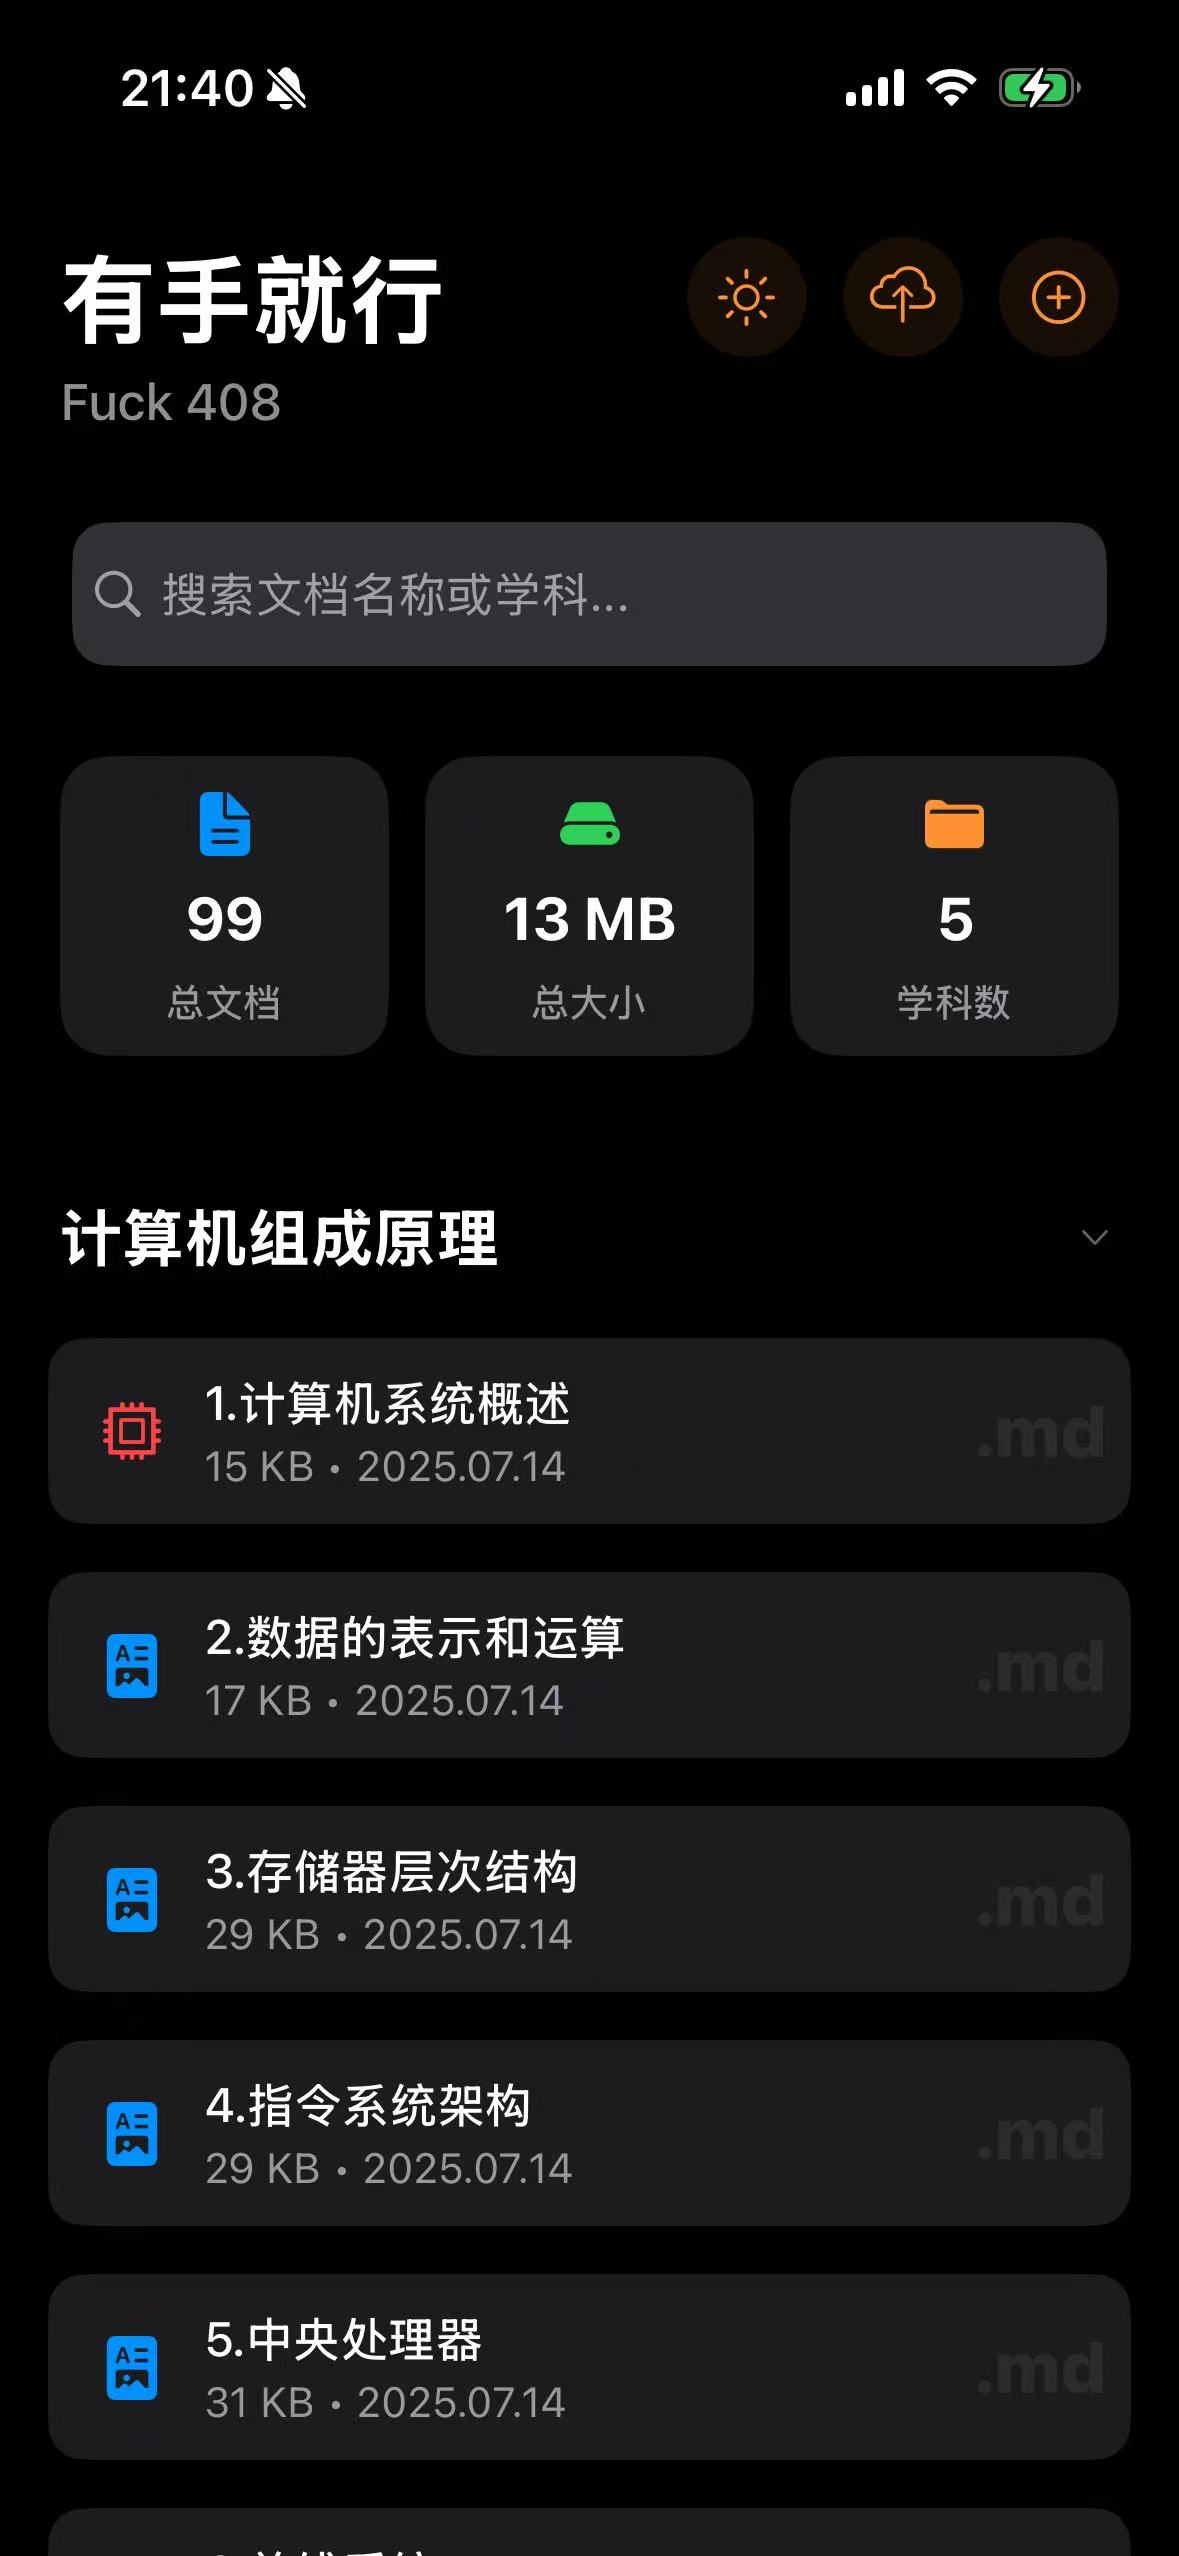 21:40
有手就行
Fuck 408
搜索文档名称或学科...
99
总文档
13 MB
总大小
5
学科数
计算机组成原理
1.计算机系统概述
15 KB • 2025.07.14
.md
2.数据的表示和运算
17 KB • 2025.07.14
.md
3.存储器层次结构
29 KB • 2025.07.14
.md
4.指令系统架构
29 KB • 2025.07.14
.md
5.中央处理器
31 KB • 2025.07.14
.md